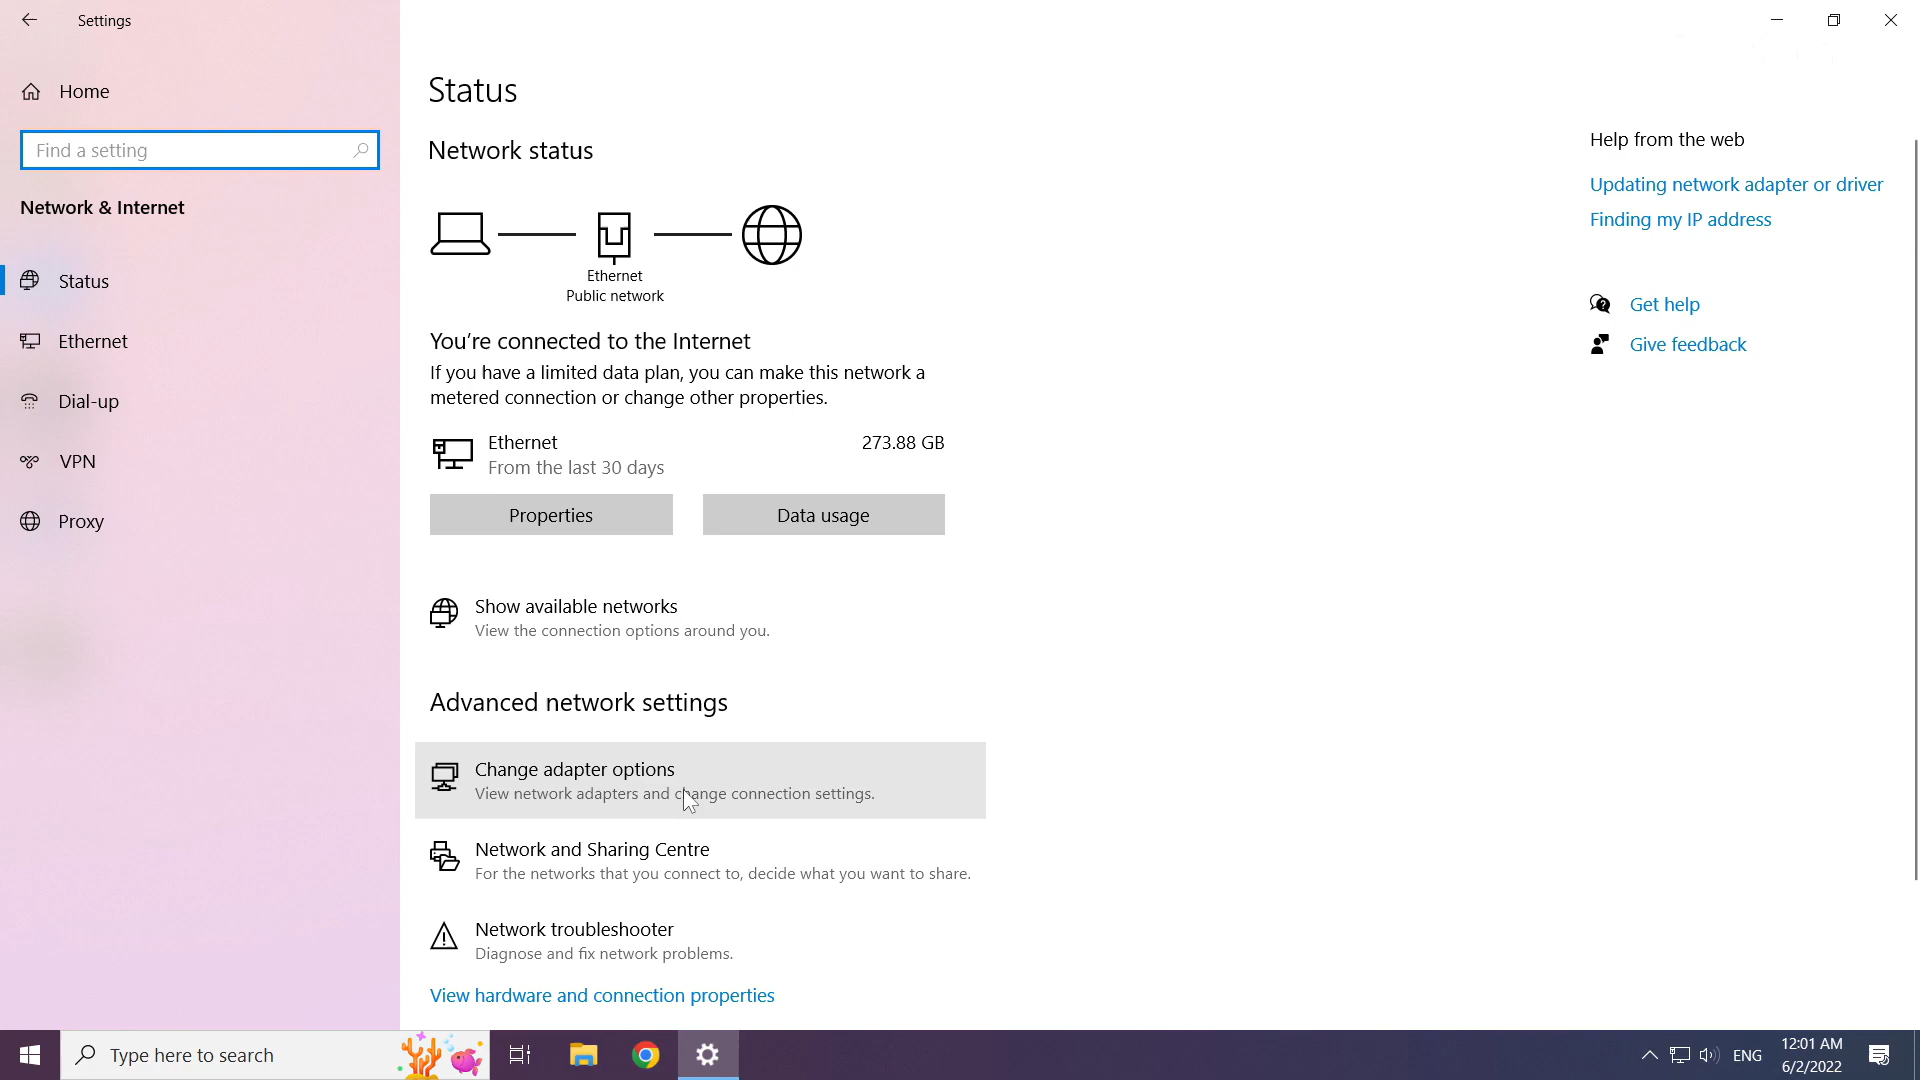 Settings
Home
Find a setting
Network & Internet
Status
Ethernet
Dial-up
VPN
Proxy
Status
Network status
Ethernet
Public network
You’re connected to the Internet
If you have a limited data plan, you can make this network a
metered connection or change other properties.
Ethernet 273.88 GB
From the last 30 days
Properties Data usage
Show available networks
View the connection options around you.
Advanced network settings
Change adapter options
View network adapters and change connection settings.
Network and Sharing Centre
For the networks that you connect to, decide what you want to share.
Network troubleshooter
Diagnose and fix network problems.
View hardware and connection properties
Help from the web
Updating network adapter or driver
Finding my IP address
Get help
Give feedback
Type here to search
ENG
12:01 AM
6/2/2022